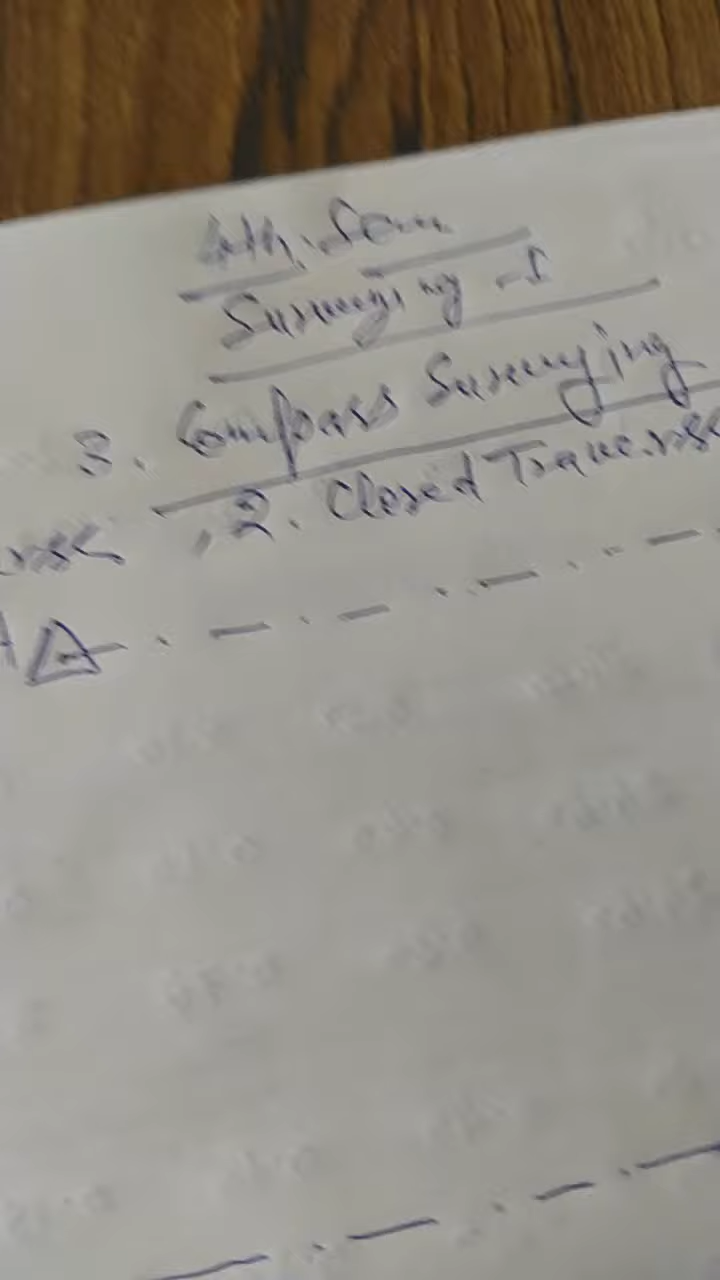 4th. Sem
Surveying - I
3. Compass Surveying
, 2. Closed Traverse
A